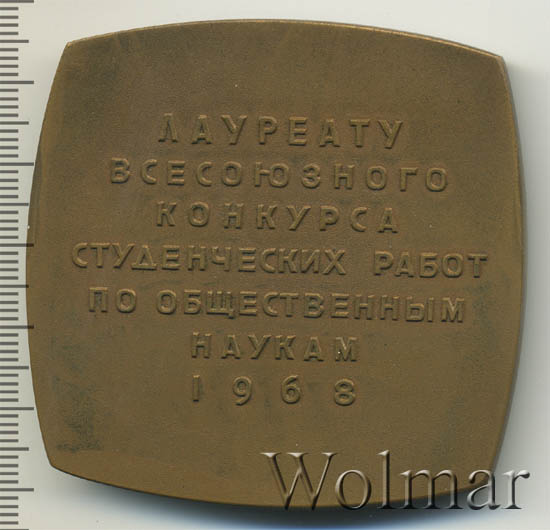 ЛАУРЕАТУ
ВСЕСОЮЗНОГО
КОНКУРСА
СТУДЕНЧЕСКИХ РАБОТ
ПО ОБЩЕСТВЕННЫМ
НАУКАМ
1968
Wolmar